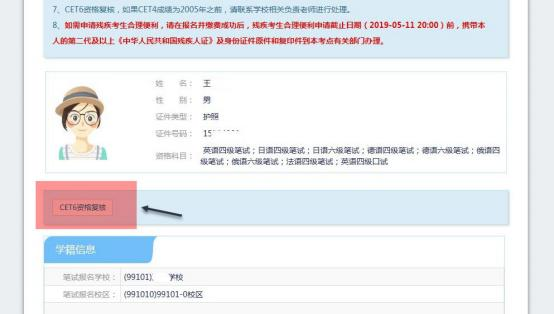 7、CET6资格复核，如果CET4成绩为2005年之前，请联系学校相关负责老师进行处理。
8、如需申请残疾考生合理便利，请在报名并缴费成功后，残疾考生合理便利申请截止日期（2019-05-11 20:00）前，携带本
人的第二代及以上《中华人民共和国残疾人证》及身份证件原件和复印件到本考点有关部门办理。
姓 名： 王
性 别： 男
证件类型： 护照
证件号码： 15
资格科目： 英语四级笔试；日语四级笔试；日语六级笔试；德语四级笔试；德语六级笔试；俄语四
级笔试；俄语六级笔试；法语四级笔试；英语四级口试
CET6资格复核
学籍信息
笔试报名学校： (99101) 学校
笔试报名校区： (991010)99101-0校区